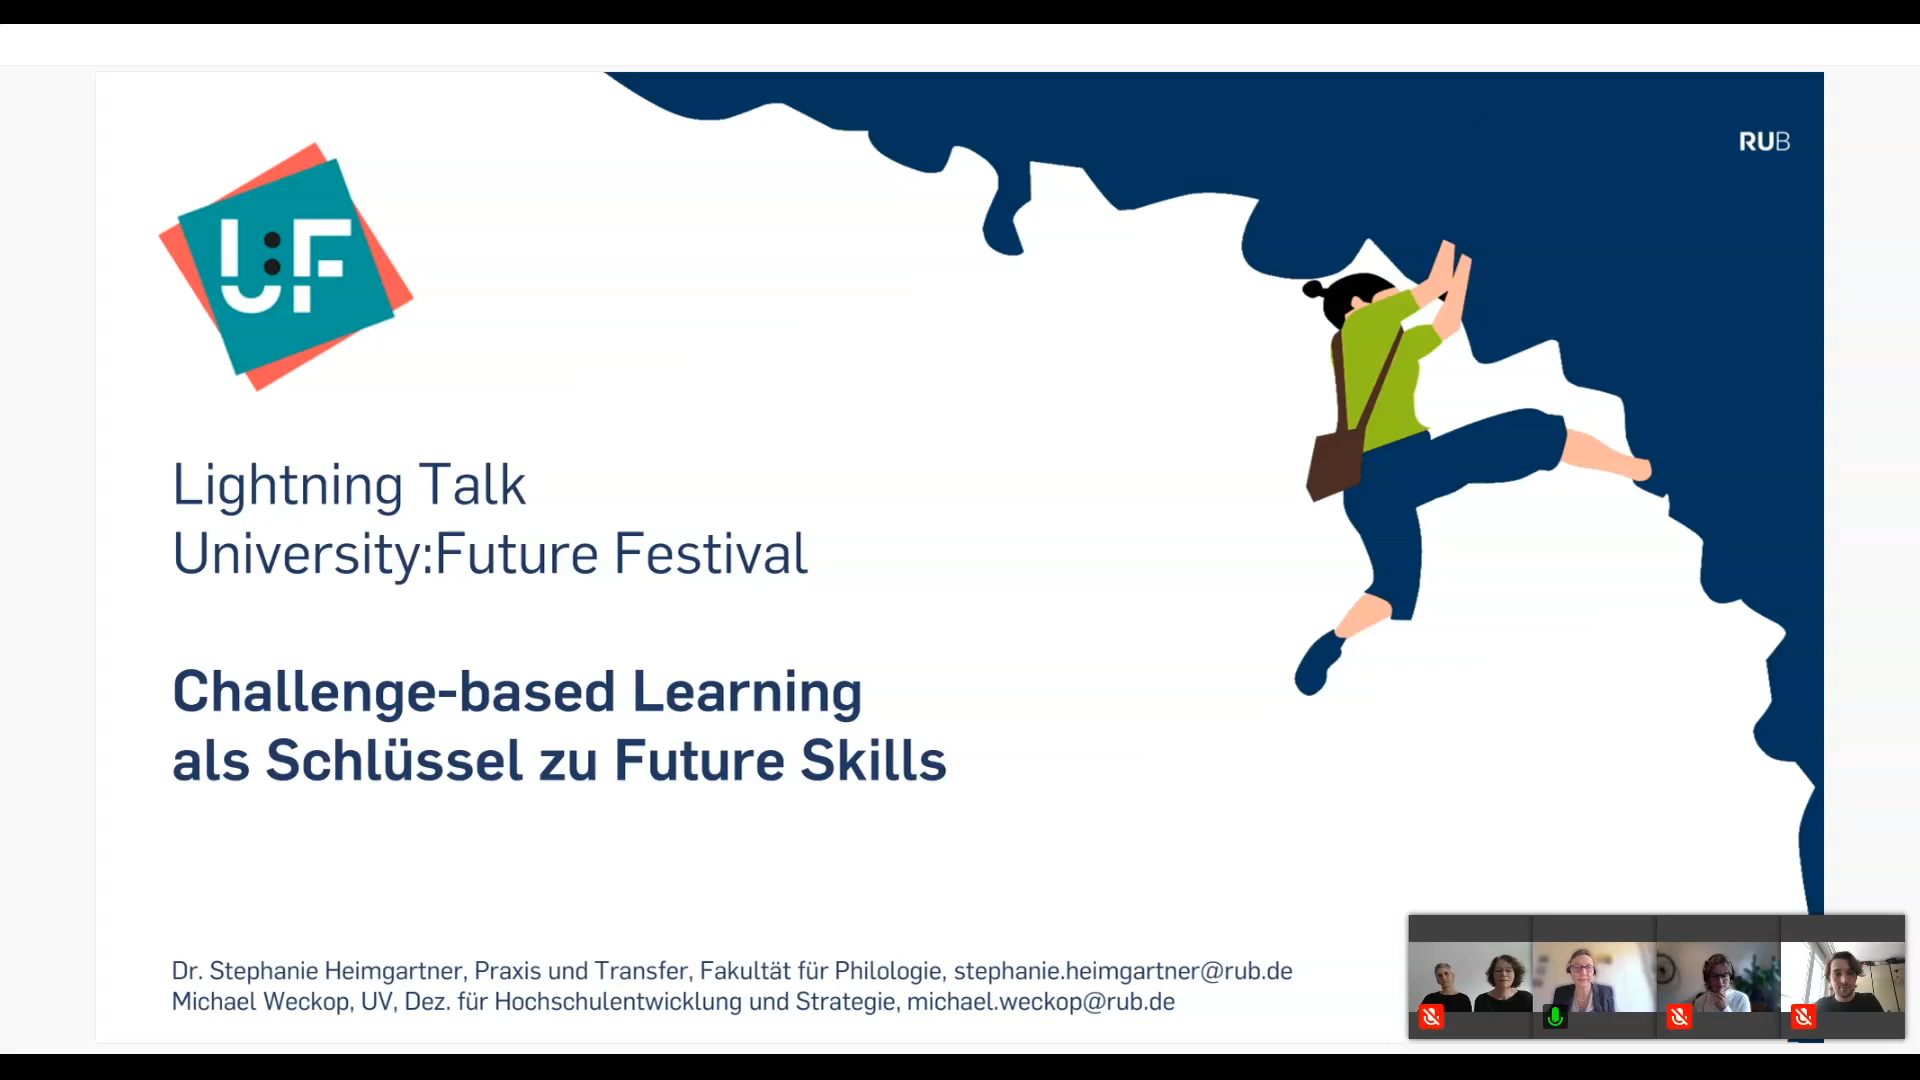 RUB
U:F
Lightning Talk
University:Future Festival
Challenge-based Learning
als Schlüssel zu Future Skills
Dr. Stephanie Heimgartner, Praxis und Transfer, Fakultät für Philologie, stephanie.heimgartner@rub.de
Michael Weckop, UV, Dez. für Hochschulentwicklung und Strategie, michael.weckop@rub.de